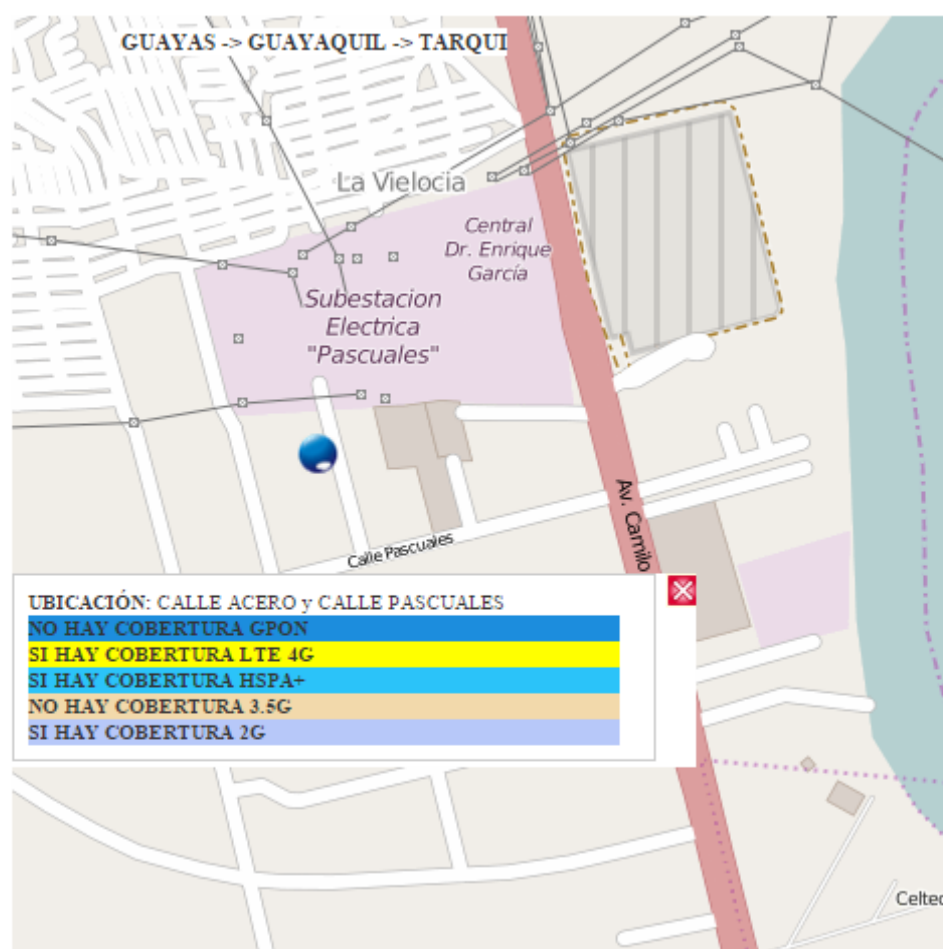 GUAYAS -> GUAYAQUIL -> TARQUI
La Vielocia
Central
Dr. Enrique
García
Subestacion
Electrica
"Pascuales"
Av. Camilo
Calle Pascuales
UBICACIÓN: CALLE ACERO y CALLE PASCUALES
NO HAY COBERTURA GPON
SI HAY COBERTURA LTE 4G
SI HAY COBERTURA HSPA+
NO HAY COBERTURA 3.5G
SI HAY COBERTURA 2G
Celtec